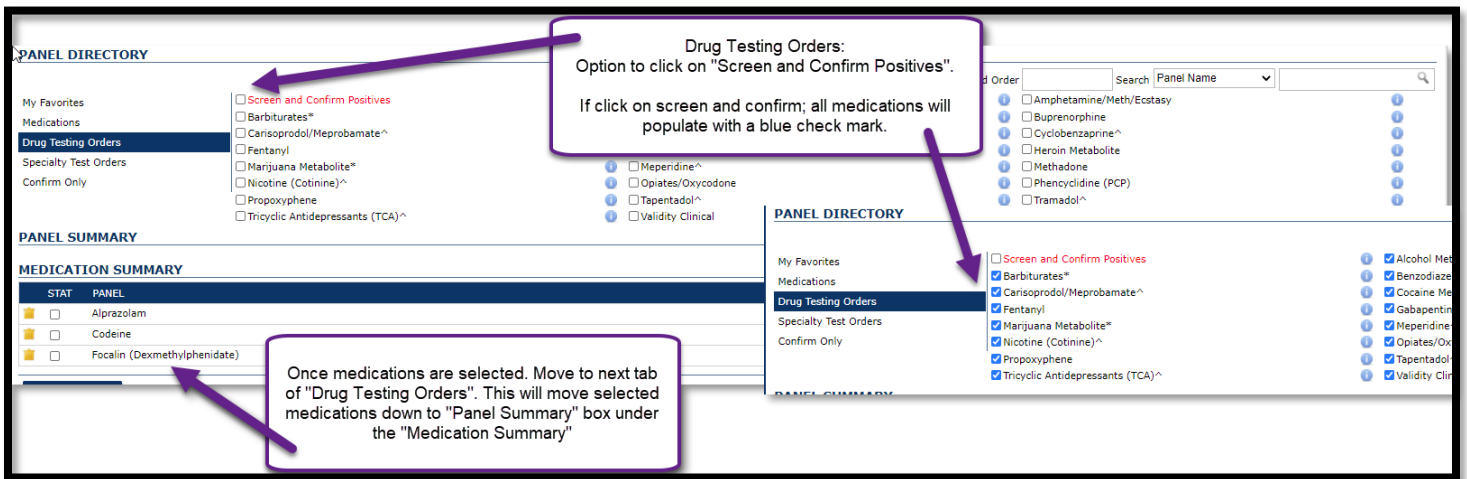 PANEL DIRECTORY
Drug Testing Orders:
Option to click on "Screen and Confirm Positives".
If click on screen and confirm; all medications will
populate with a blue check mark.
Order
Search
Panel Name
My Favorites
Medications
Drug Testing Orders
Specialty Test Orders
Confirm Only
Screen and Confirm Positives
Barbiturates*
Carisoprodol/Meprobamate^
Fentanyl
Marijuana Metabolite*
Nicotine (Cotinine)^
Propoxyphene
Tricyclic Antidepressants (TCA)^
Meperidine^
Opiates/Oxycodone
Tapentadol^
Validity Clinical
Amphetamine/Meth/Ecstasy
Buprenorphine
Cyclobenzaprine^
Heroin Metabolite
Methadone
Phencyclidine (PCP)
Tramadol^
PANEL SUMMARY
MEDICATION SUMMARY
STAT PANEL
Alprazolam
Codeine
Focalin (Dexmethylphenidate)
Once medications are selected. Move to next tab
of "Drug Testing Orders". This will move selected
medications down to "Panel Summary" box under
the "Medication Summary"
PANEL DIRECTORY
My Favorites
Medications
Drug Testing Orders
Specialty Test Orders
Confirm Only
Screen and Confirm Positives
Barbiturates*
Carisoprodol/Meprobamate^
Fentanyl
Marijuana Metabolite*
Nicotine (Cotinine)^
Propoxyphene
Tricyclic Antidepressants (TCA)^
Alcohol Met
Benzodiaze
Cocaine Me
Gabapentin
Meperidine
Opiates/Ox
Tapentadol
Validity Clin
PANEL SUMMARY